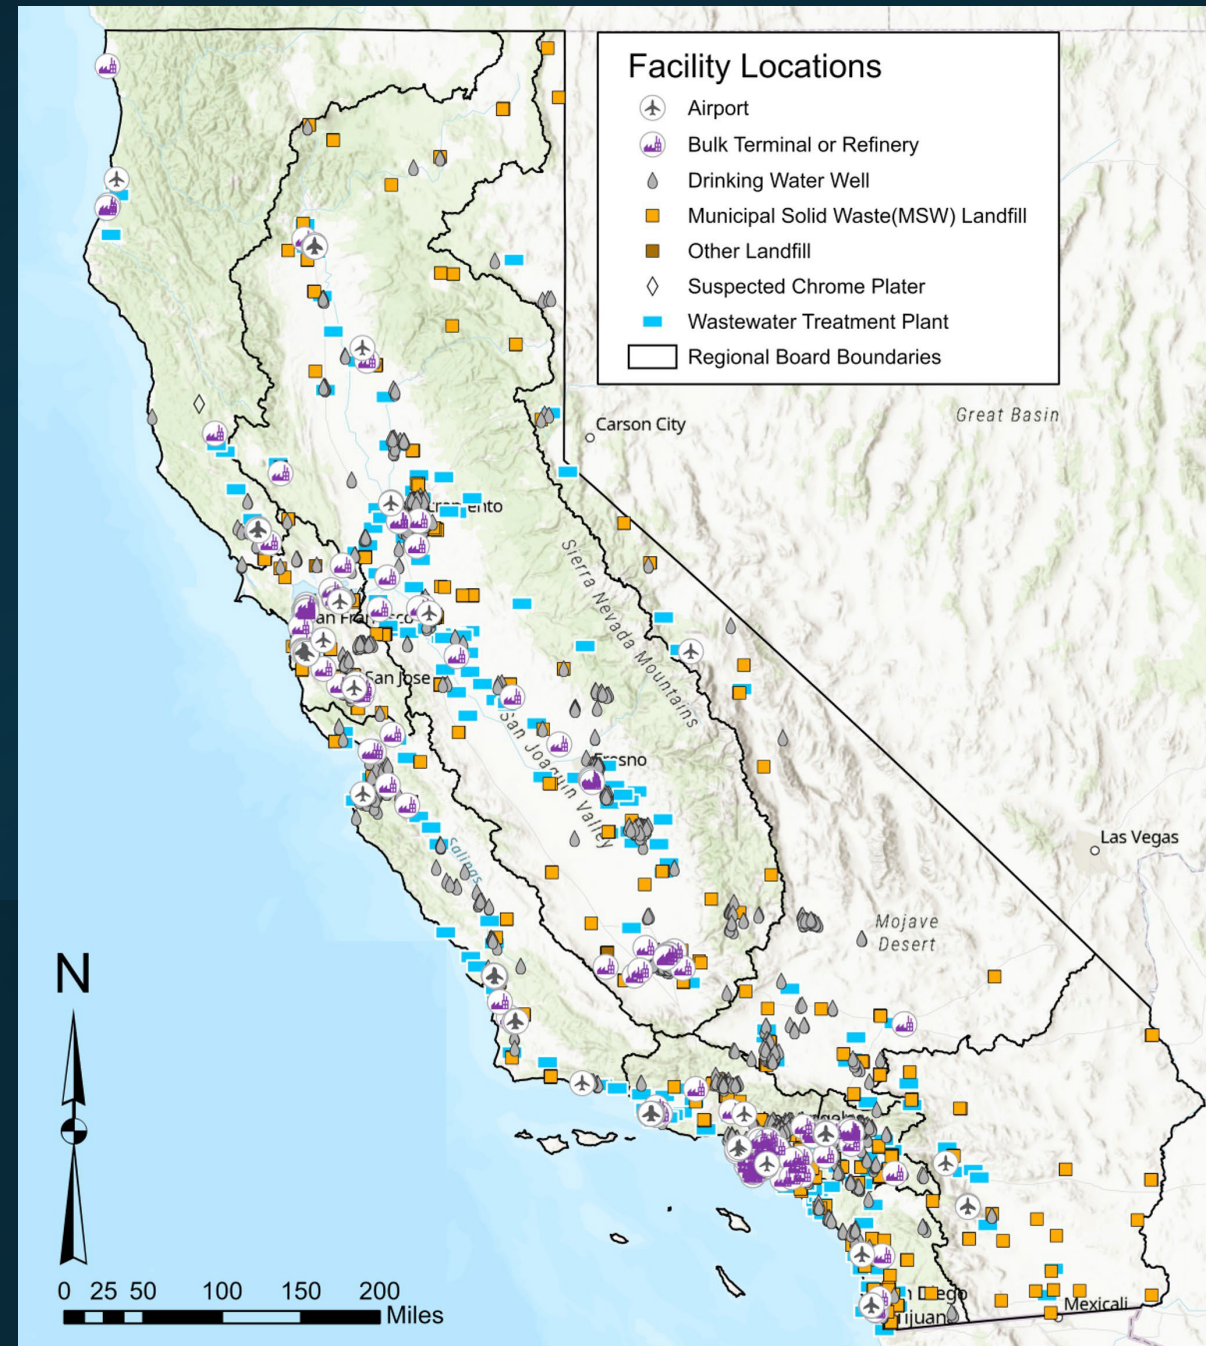 Facility Locations
Airport
Bulk Terminal or Refinery
Drinking Water Well
Municipal Solid Waste(MSW) Landfill
Other Landfill
Suspected Chrome Plater
Wastewater Treatment Plant
Regional Board Boundaries
Great Basin
Carson City
Sierra Nevada Mountains
San Jose
San Joaquin Valley
Fresno
Salinas
Las Vegas
Mojave
Desert
Mexicali
N
0 25 50 100 150 200
Miles